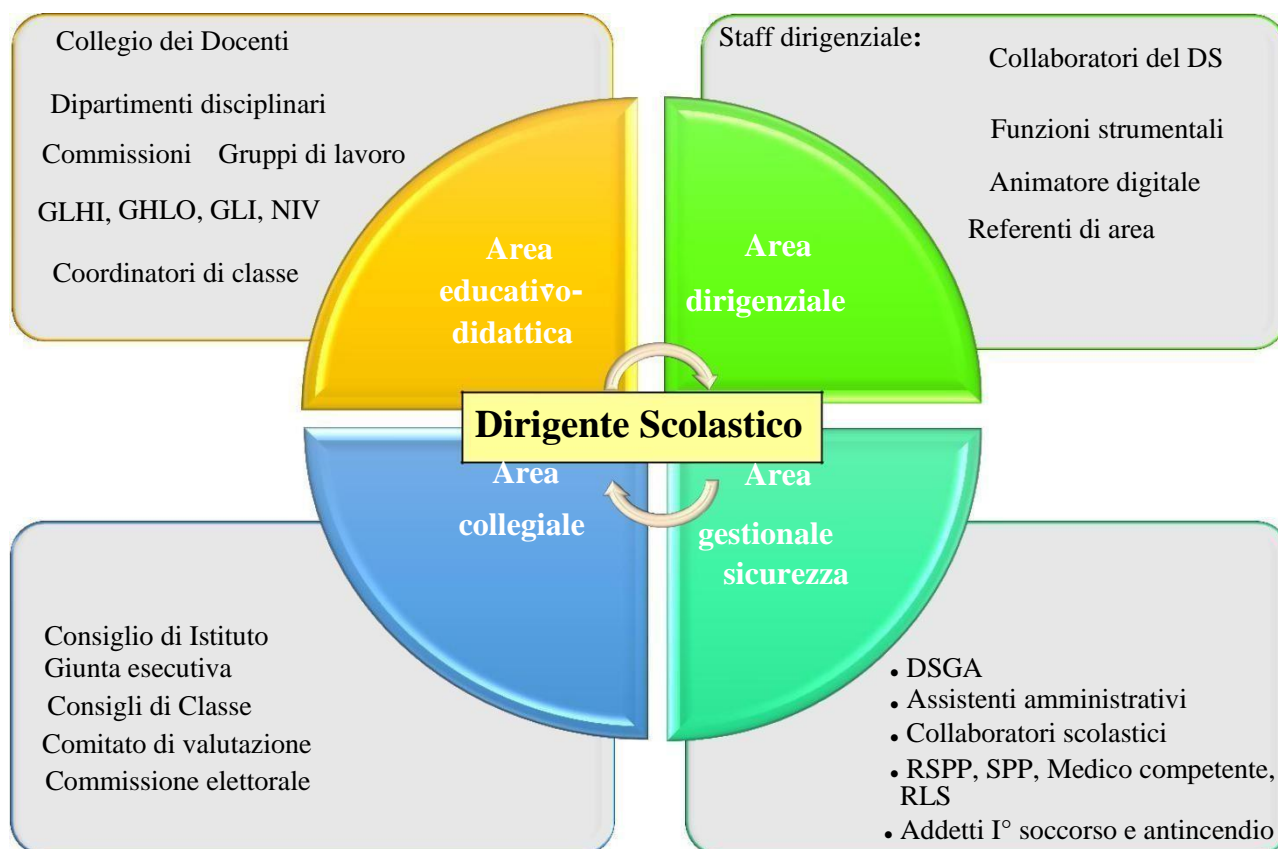 Collegio dei Docenti
Dipartimenti disciplinari
Commissioni Gruppi di lavoro
GLHI, GHLO, GLI, NIV
Coordinatori di classe
Staff dirigenziale:
Collaboratori del DS
Funzioni strumentali
Animatore digitale
Referenti di area
Area
educativo-
didattica
Area
dirigenziale
Dirigente Scolastico
Area
collegiale
Area
gestionale
sicurezza
Consiglio di Istituto
Giunta esecutiva
Consigli di Classe
Comitato di valutazione
Commissione elettorale
• DSGA
• Assistenti amministrativi
• Collaboratori scolastici
• RSPP, SPP, Medico competente,
RLS
• Addetti I° soccorso e antincendio